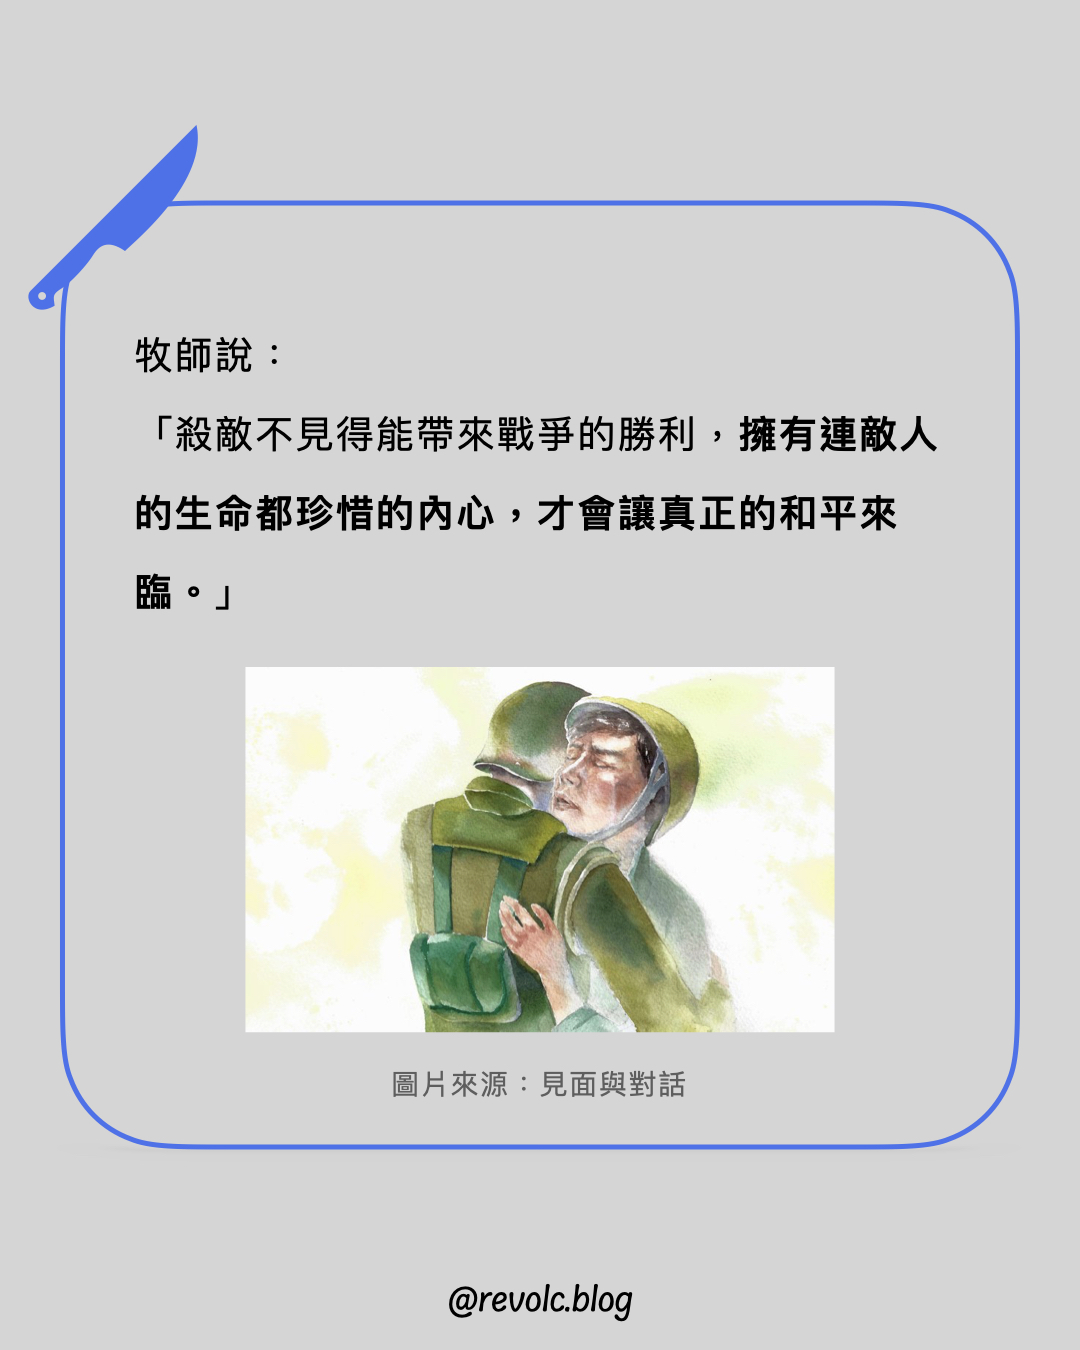 牧師說：
「殺敵不見得能帶來戰爭的勝利，擁有連敵人
的生命都珍惜的內心，才會讓真正的和平來
臨。」
圖片來源：見面與對話
@revolc.blog